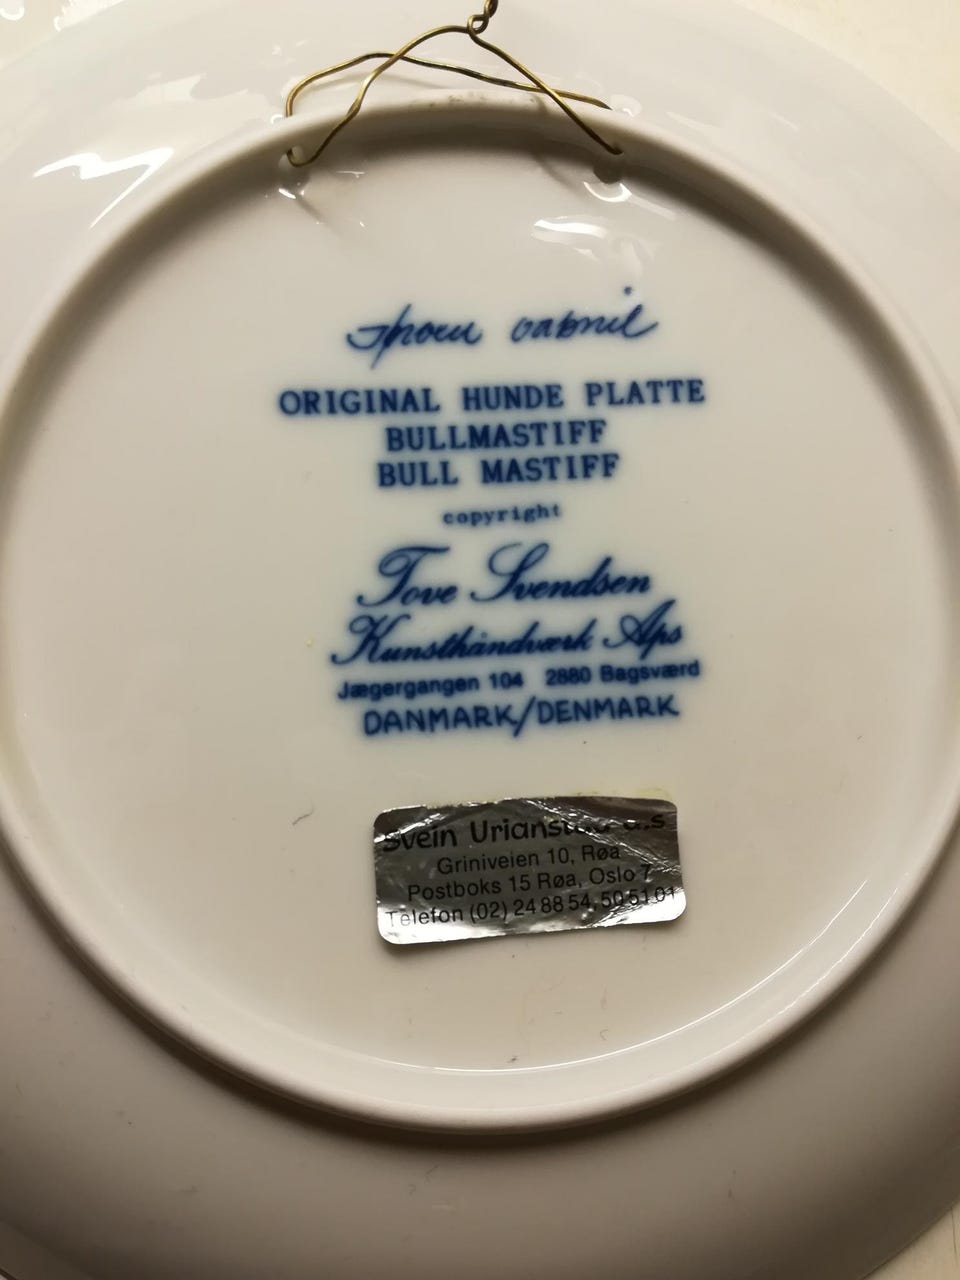 ORIGINAL HUNDE PLATTE
BULLMASTIFF
BULL MASTIFF
copyright
Tove Svendsen
Kunsthåndværk Aps
Jægergangen 104 2880 Bagsværd
DANMARK/DENMARK
Svein Urianstad a.s
Griniveien 10, Røa
Postboks 15 Røa, Oslo 7
Telefon (02) 24 88 54, 50 51 01